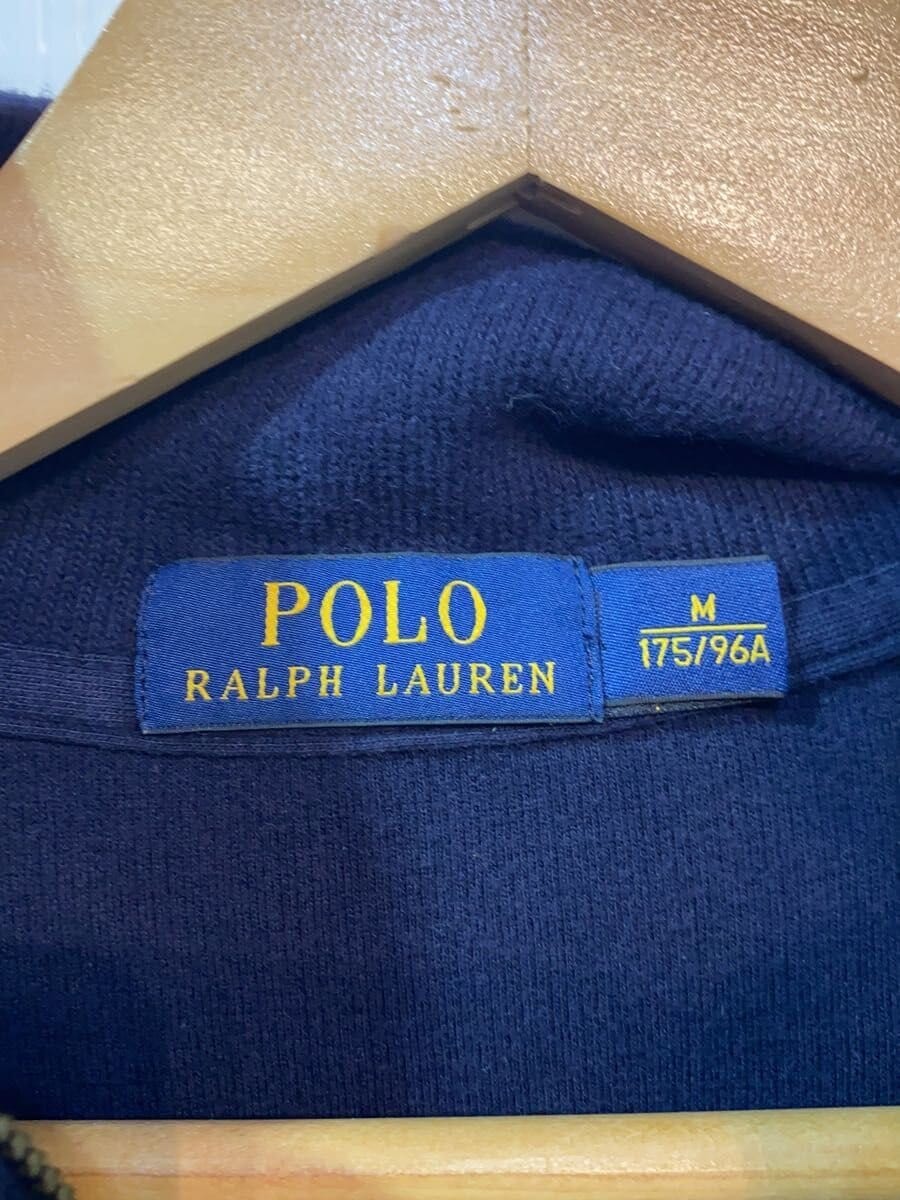 POLO
RALPH LAUREN
M
175/96A